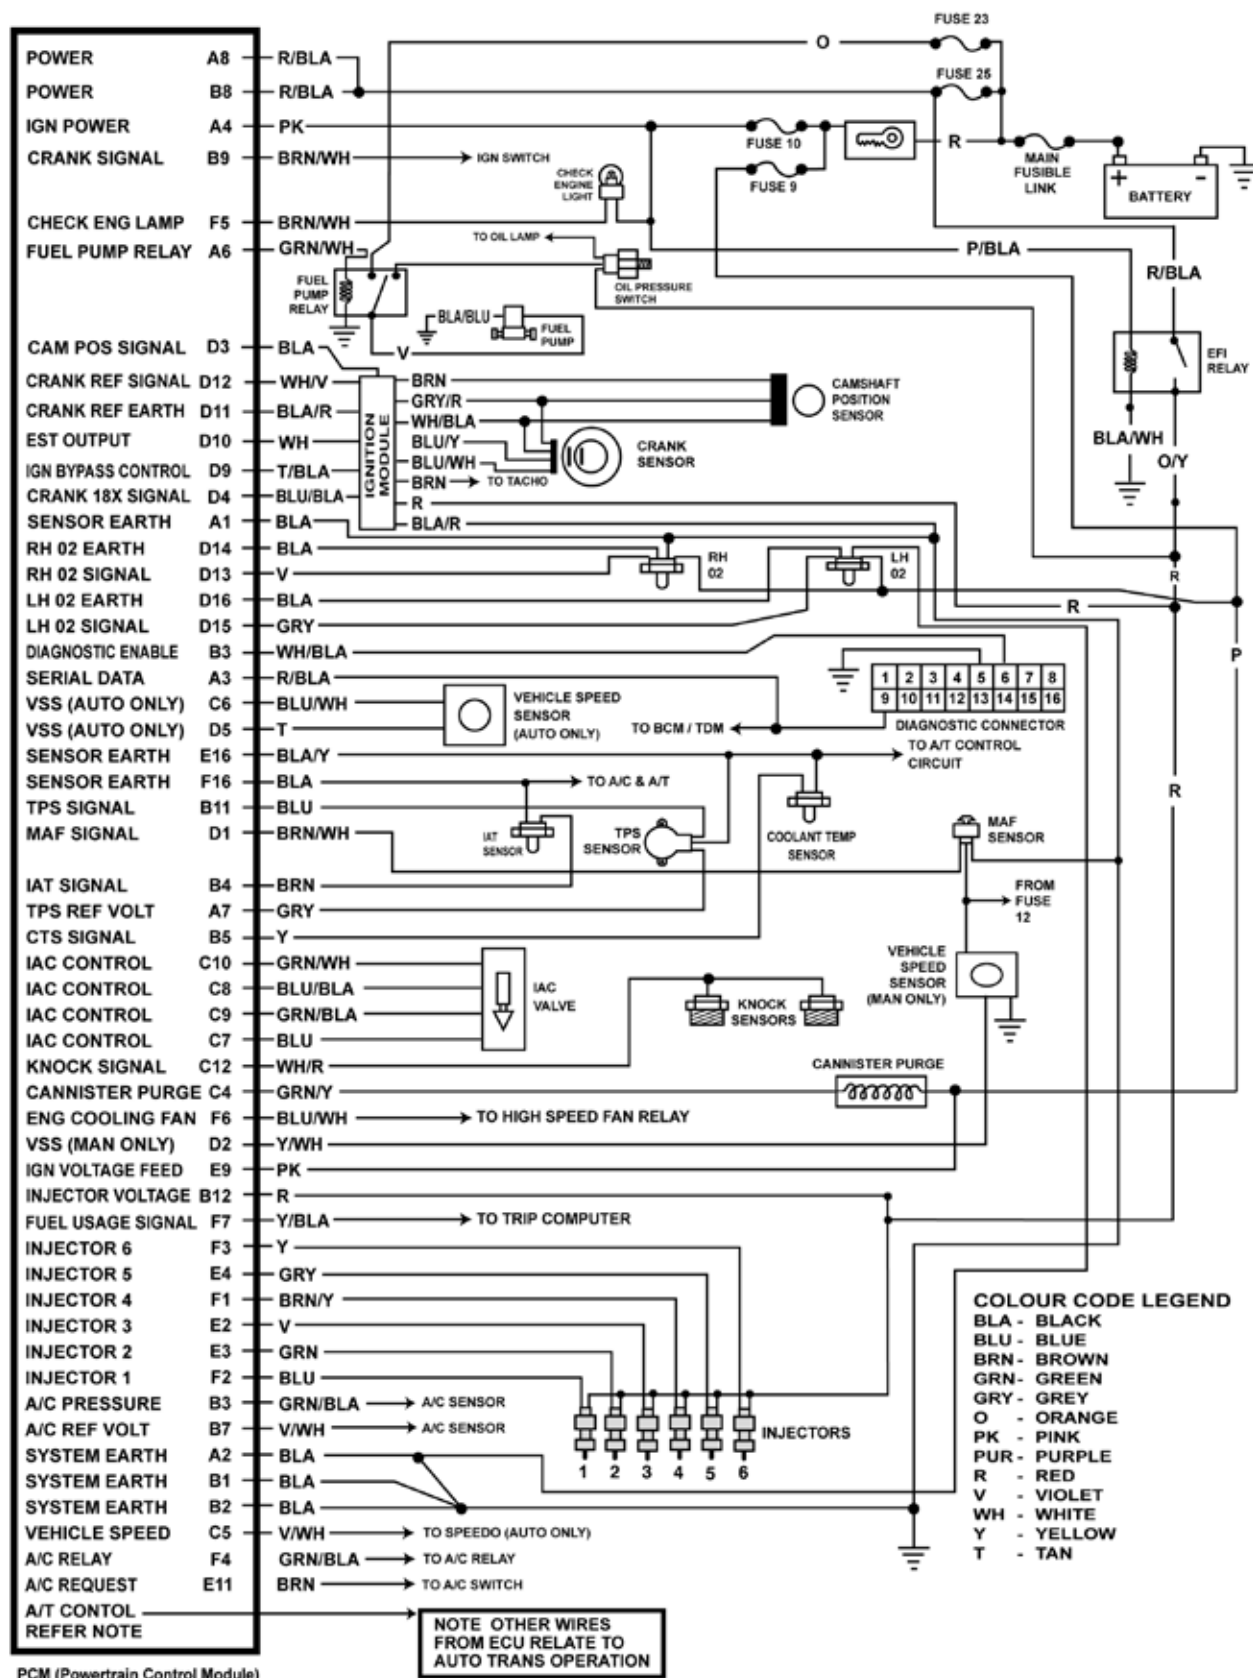 POWER A8 R/BLA
POWER B8 R/BLA
IGN POWER A4 PK
CRANK SIGNAL B9 BRN/WH IGN SWITCH
CHECK ENG LAMP F5 BRN/WH
FUEL PUMP RELAY A6 GRN/WH
CAM POS SIGNAL D3 BLA
CRANK REF SIGNAL D12 WH/V
CRANK REF EARTH D11 BLA/R
EST OUTPUT D10 WH
IGN BYPASS CONTROL D9 T/BLA
CRANK 18X SIGNAL D4 BLU/BLA
SENSOR EARTH A1 BLA
RH 02 EARTH D14 BLA
RH 02 SIGNAL D13 V
LH 02 EARTH D16 BLA
LH 02 SIGNAL D15 GRY
DIAGNOSTIC ENABLE B3 WH/BLA
SERIAL DATA A3 R/BLA
VSS (AUTO ONLY) C6 BLU/WH
VSS (AUTO ONLY) D5 T
SENSOR EARTH E16 BLA/Y
SENSOR EARTH F16 BLA TO A/C & A/T
TPS SIGNAL B11 BLU
MAF SIGNAL D1 BRN/WH
IAT SIGNAL B4 BRN
TPS REF VOLT A7 GRY
CTS SIGNAL B5 Y
IAC CONTROL C10 GRN/WH
IAC CONTROL C8 BLU/BLA
IAC CONTROL C9 GRN/BLA
IAC CONTROL C7 BLU
KNOCK SIGNAL C12 WH/R
CANNISTER PURGE C4 GRN/Y
ENG COOLING FAN F6 BLU/WH TO HIGH SPEED FAN RELAY
VSS (MAN ONLY) D2 Y/WH
IGN VOLTAGE FEED E9 PK
INJECTOR VOLTAGE B12 R
FUEL USAGE SIGNAL F7 Y/BLA TO TRIP COMPUTER
INJECTOR 6 F3 Y
INJECTOR 5 E4 GRY
INJECTOR 4 F1 BRN/Y
INJECTOR 3 E2 V
INJECTOR 2 E3 GRN
INJECTOR 1 F2 BLU
A/C PRESSURE B3 GRN/BLA A/C SENSOR
A/C REF VOLT B7 V/WH A/C SENSOR
SYSTEM EARTH A2 BLA
SYSTEM EARTH B1 BLA
SYSTEM EARTH B2 BLA
VEHICLE SPEED C5 V/WH TO SPEEDO (AUTO ONLY)
A/C RELAY F4 GRN/BLA TO A/C RELAY
A/C REQUEST E11 BRN TO A/C SWITCH
A/T CONTOL
REFER NOTE
PCM (Powertrain Control Module)
NOTE OTHER WIRES
FROM ECU RELATE TO
AUTO TRANS OPERATION
O
FUSE 23
FUSE 25
FUSE 10
FUSE 9
R
MAIN
FUSIBLE
LINK
+ -
BATTERY
CHECK
ENGINE
LIGHT
TO OIL LAMP
OIL PRESSURE
SWITCH
P/BLA
R/BLA
FUEL
PUMP
RELAY
BLA/BLU
FUEL
PUMP
V
EFI
RELAY
BLA/WH
O/Y
IGNITION
MODULE
BRN
GRY/R
WH/BLA
BLU/Y
BLU/WH
BRN TO TACHO
R
BLA/R
CAMSHAFT
POSITION
SENSOR
CRANK
SENSOR
RH
02
LH
02
R
R
P
R
1 2 3 4 5 6 7 8
9 10 11 12 13 14 15 16
DIAGNOSTIC CONNECTOR
TO BCM / TDM
VEHICLE SPEED
SENSOR
(AUTO ONLY)
TO A/T CONTROL
CIRCUIT
IAT
SENSOR
TPS
SENSOR
COOLANT TEMP
SENSOR
MAF
SENSOR
FROM
FUSE
12
VEHICLE
SPEED
SENSOR
(MAN ONLY)
IAC
VALVE
KNOCK
SENSORS
CANNISTER PURGE
INJECTORS
1 2 3 4 5 6
COLOUR CODE LEGEND
BLA - BLACK
BLU - BLUE
BRN - BROWN
GRN - GREEN
GRY - GREY
O - ORANGE
PK - PINK
PUR - PURPLE
R - RED
V - VIOLET
WH - WHITE
Y - YELLOW
T - TAN